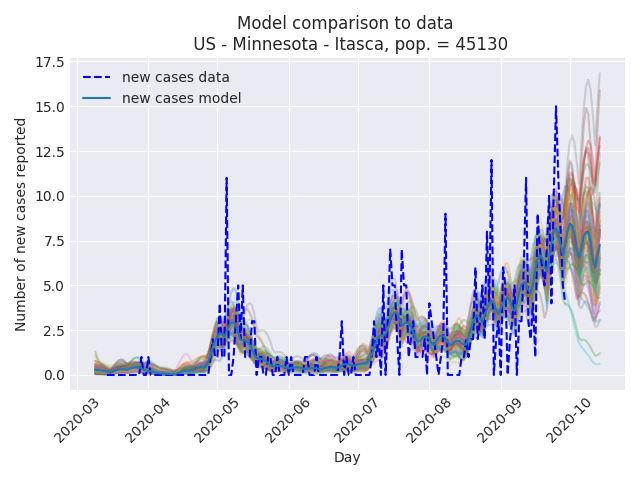 Model comparison to data
US - Minnesota - Itasca, pop. = 45130
new cases data
new cases model
Number of new cases reported
17.5
15.0
12.5
10.0
7.5
5.0
2.5
0.0
2020-03
2020-04
2020-05
2020-06
2020-07
2020-08
2020-09
2020-10
Day